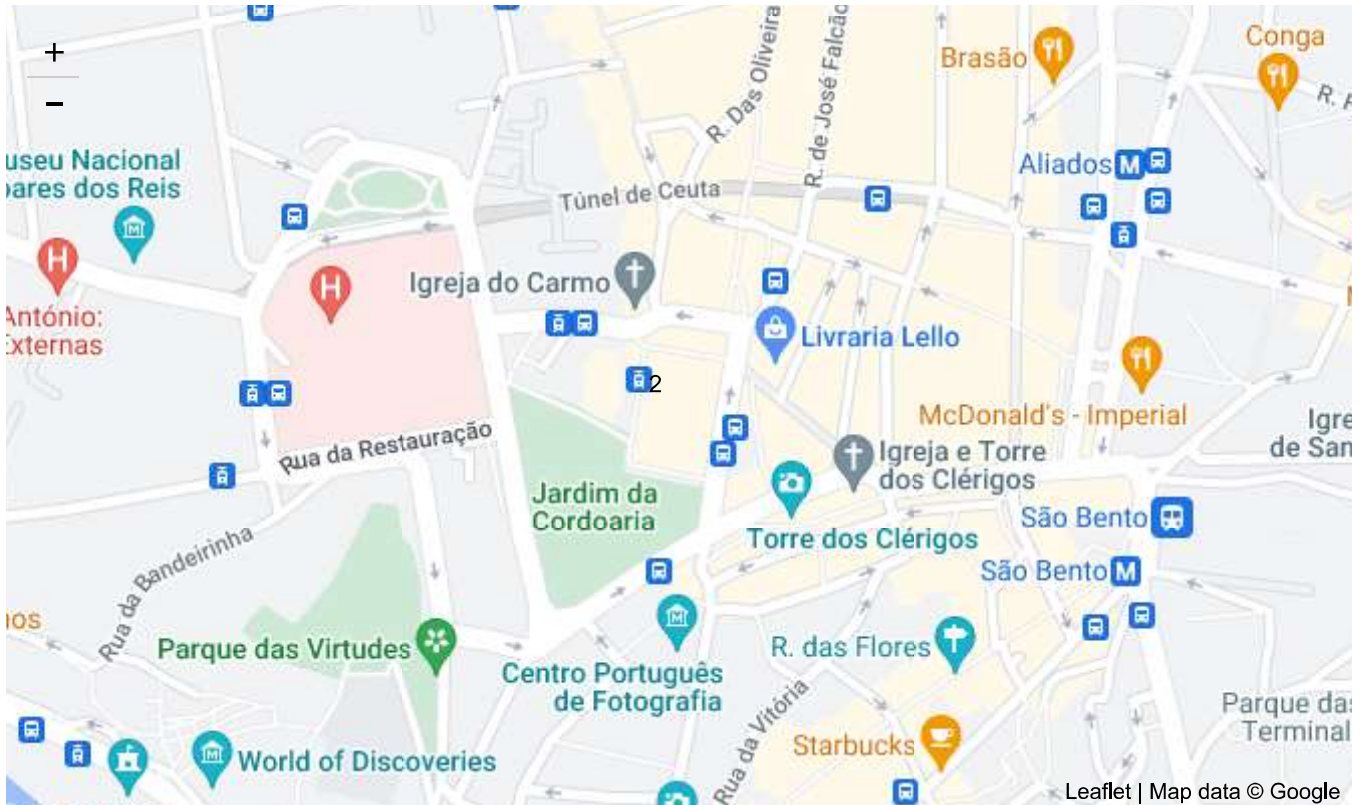 +
R. Das Oliveira
R. de José Falcão
Brasão
Conga
−
useu Nacional
ares dos Reis
Aliados M
Túnel de Ceuta
H
António:
Externas
H
Igreja do Carmo
Livraria Lello
2
McDonald's - Imperial
Rua da Restauração
Igreja e Torre
dos Clérigos
Igre
de San
Jardim da
Cordoaria
Torre dos Clérigos
São Bento
São Bento M
Rua da Bandeirinha
nos
Parque das Virtudes
R. das Flores
Centro Português
de Fotografia
Rua da Vitória
Parque das
Terminal
Starbucks
World of Discoveries
Leaflet | Map data © Google